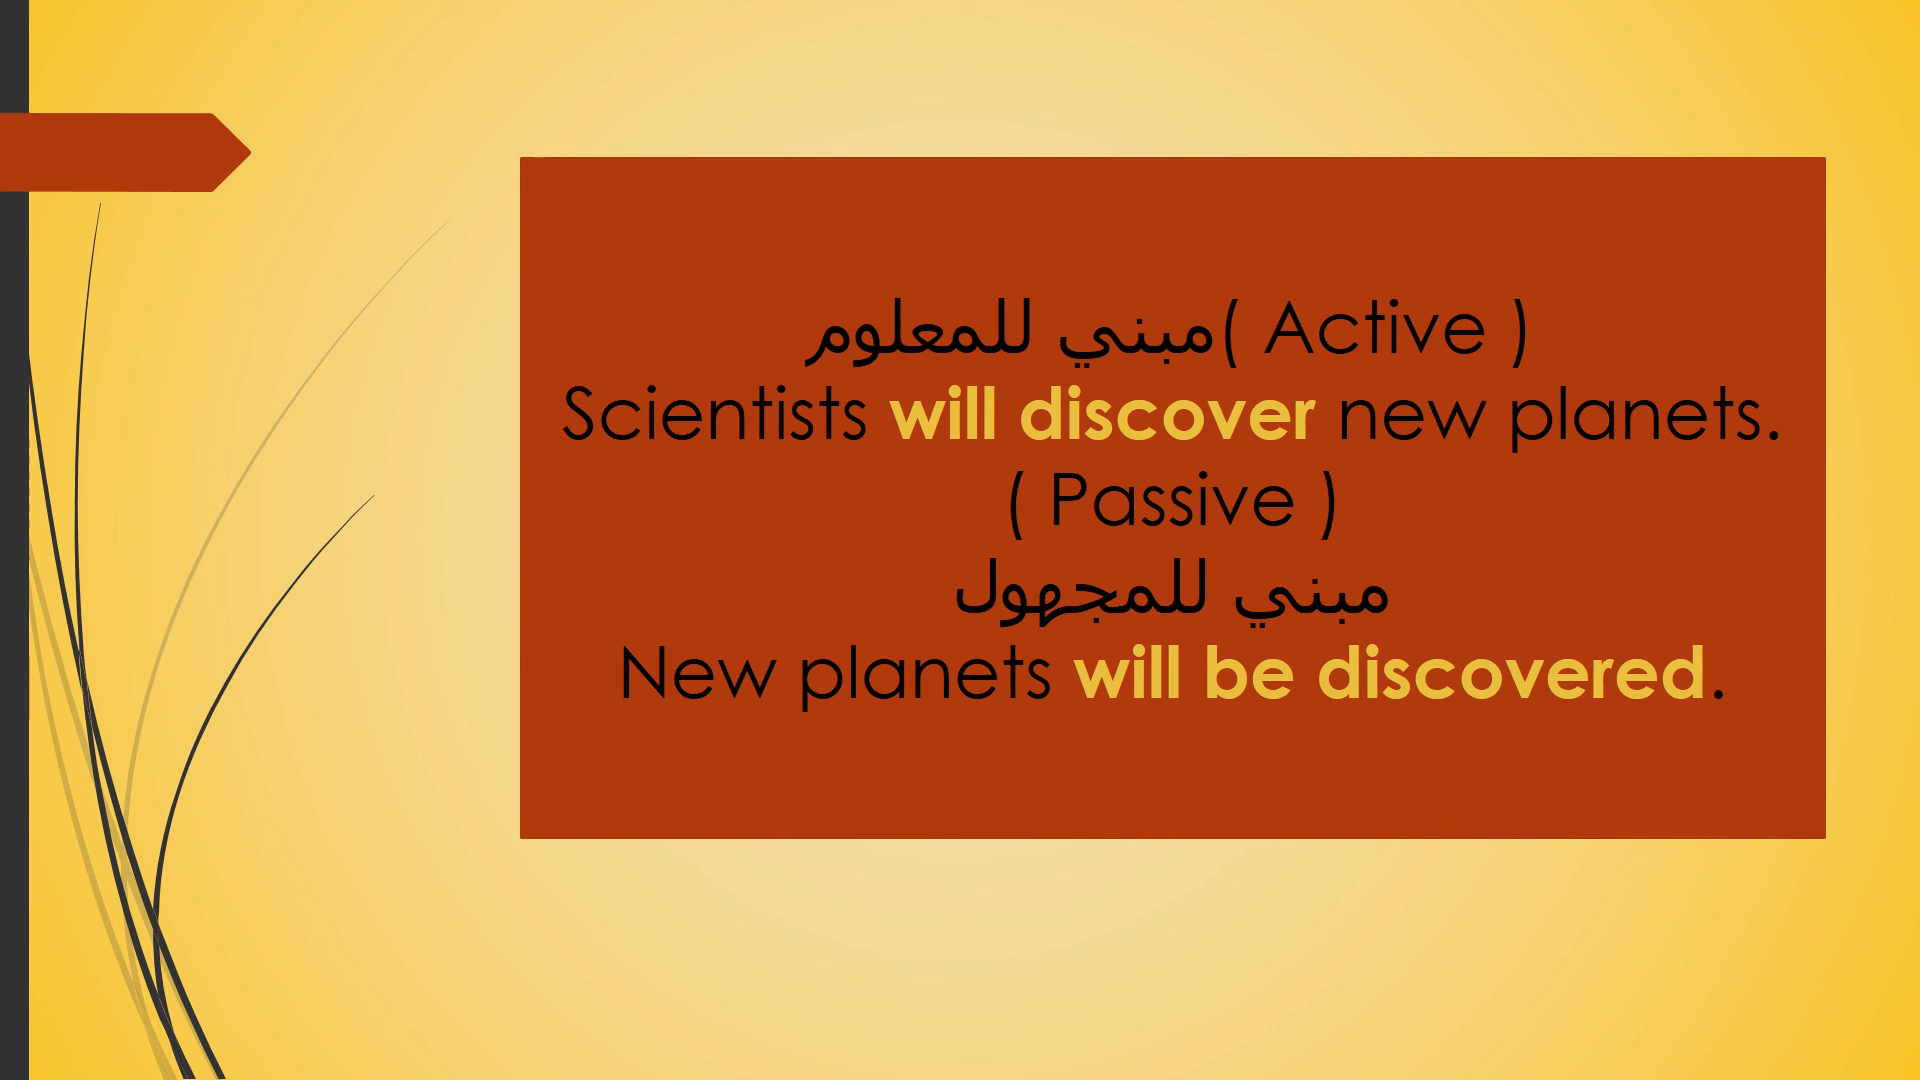 مبني للمعلوم( Active )
Scientists will discover new planets.
( Passive )
مبني للمجهول
New planets will be discovered.